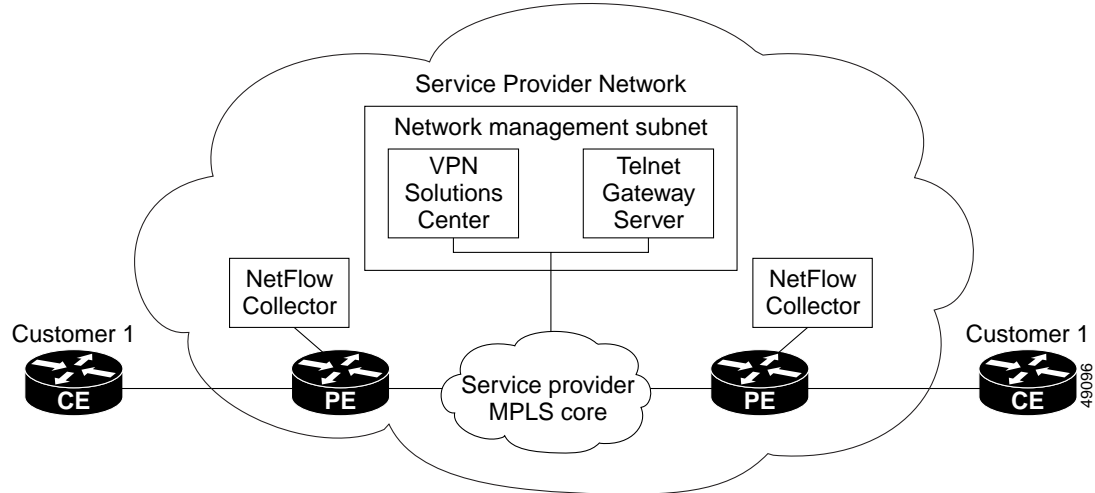 Service Provider Network
Network management subnet
VPN
Solutions
Center
Telnet
Gateway
Server
NetFlow
Collector
NetFlow
Collector
Customer 1
Customer 1
CE
PE
Service provider
MPLS core
PE
CE
49096